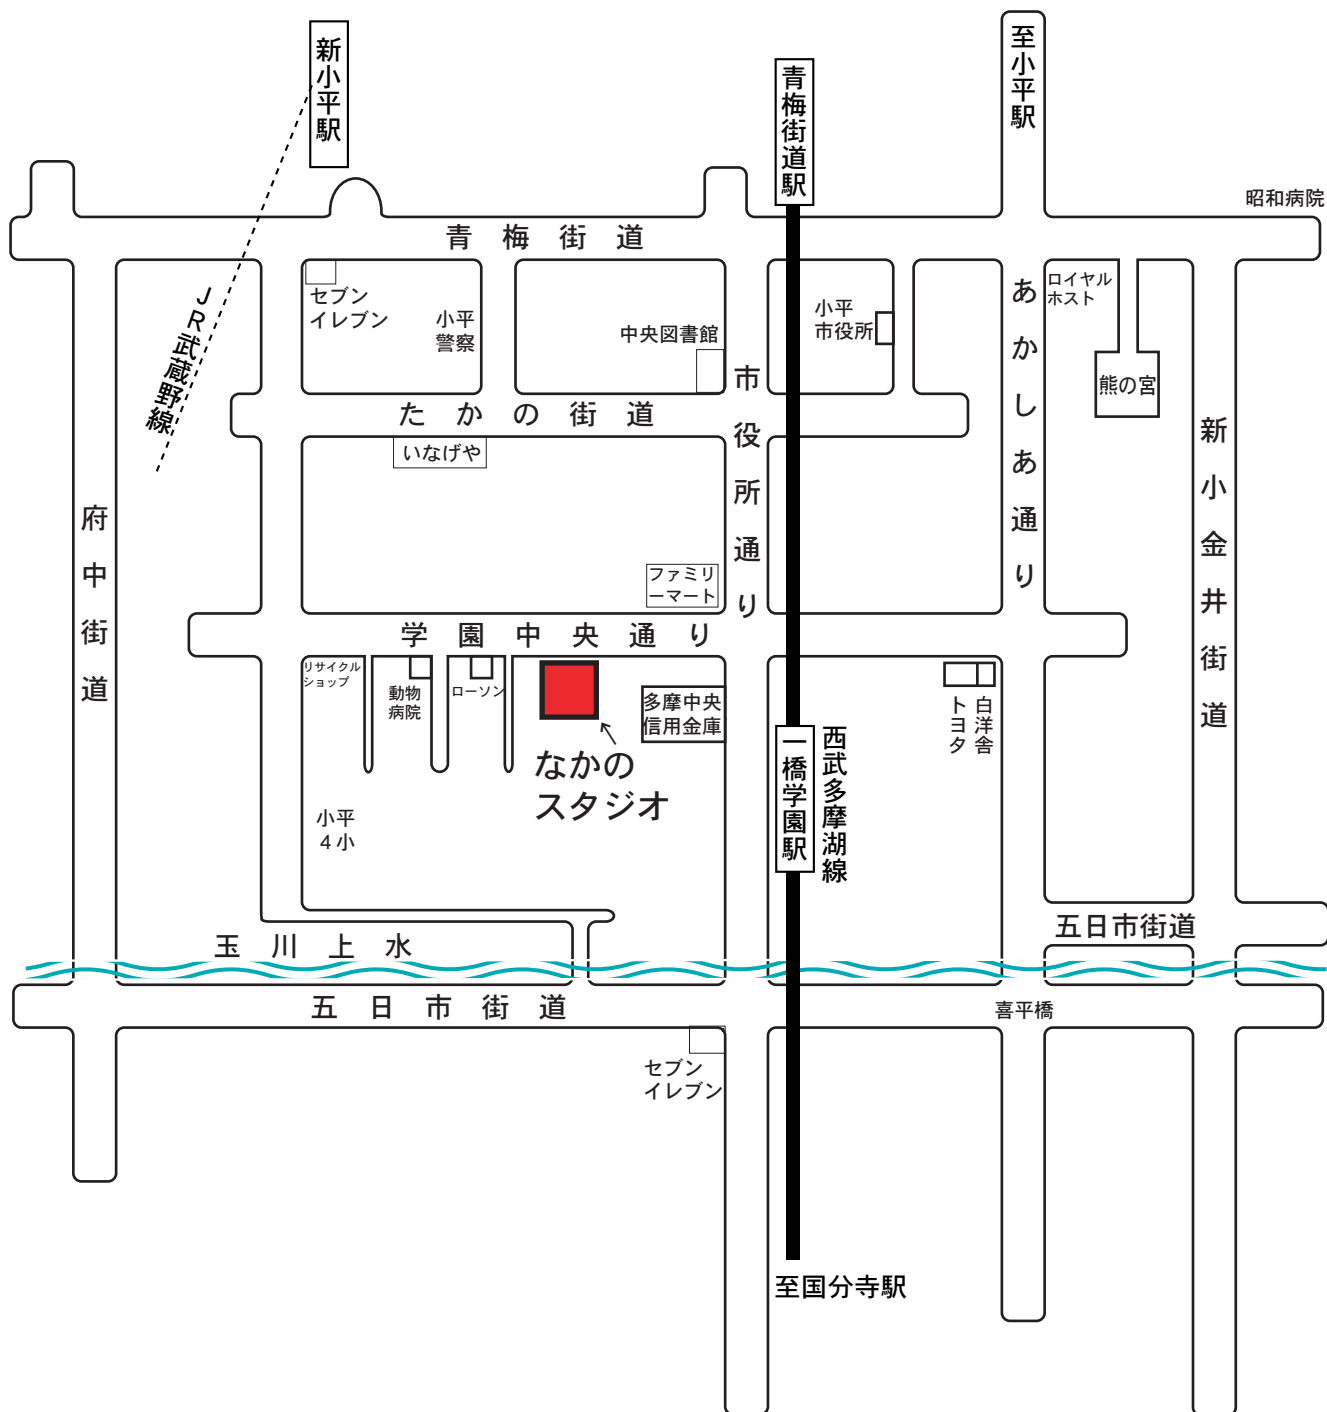 新小平駅
青梅街道駅
至小平駅
昭和病院
青梅街道
JR武蔵野線
セブン
イレブン
小平
警察
中央図書館
小平
市役所
あかしあ通り
ロイヤル
ホスト
熊の宮
市役所通り
たかの街道
いなげや
新小金井街道
府中街道
ファミリ
ーマート
学園中央通り
リサイクル
ショップ
動物
病院
ローソン
多摩中央
信用金庫
なかの
スタジオ
トヨタ
白洋舎
一橋学園駅
西武多摩湖線
小平
4小
玉川上水
五日市街道
五日市街道
喜平橋
セブン
イレブン
至国分寺駅